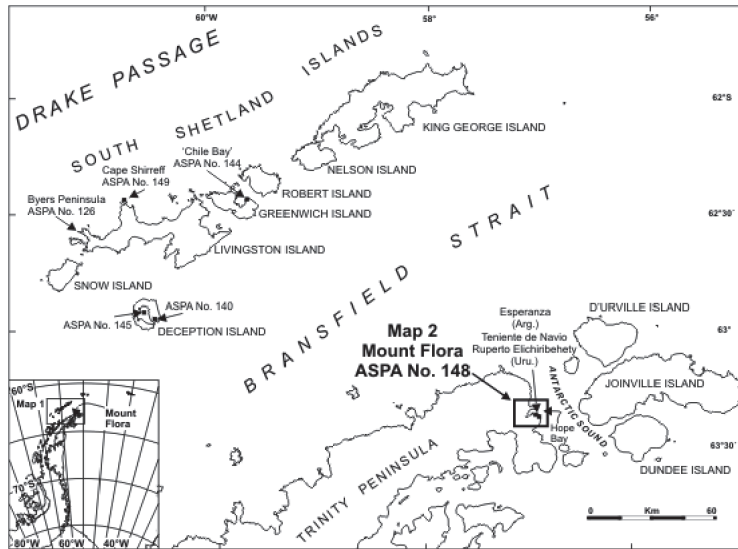 60°W
58°
56°
DRAKE PASSAGE
SOUTH SHETLAND ISLANDS
62°S
KING GEORGE ISLAND
'Chile Bay'
ASPA No. 144
NELSON ISLAND
Cape Shirreff
ASPA No. 149
ROBERT ISLAND
Byers Peninsula
ASPA No. 126
GREENWICH ISLAND
62°30'
LIVINGSTON ISLAND
SNOW ISLAND
ASPA No. 140
ASPA No. 145
DECEPTION ISLAND
BRANSFIELD STRAIT
Esperanza
(Arg.)
Teniente de Navio
Ruperto Elichiribehety
(Uru.)
D'URVILLE ISLAND
63°
Map 2
Mount Flora
ASPA No. 148
ANTARCTIC SOUND
JOINVILLE ISLAND
Hope
Bay
63°30'
DUNDEE ISLAND
TRINITY PENINSULA
60°S
Map 1
Mount
Flora
-70°S
80°W
60°W
40°W
0 Km 60